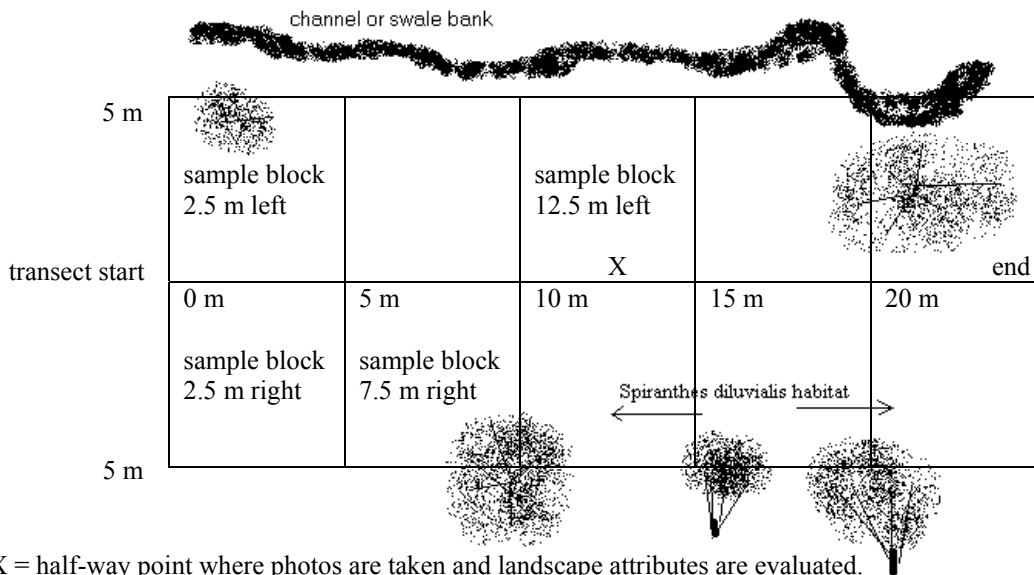 channel or swale bank
5 m
sample block
2.5 m left
sample block
12.5 m left
transect start
X
end
0 m
5 m
10 m
15 m
20 m
sample block
2.5 m right
sample block
7.5 m right
Spiranthes diluvialis habitat
5 m
X = half-way point where photos are taken and landscape attributes are evaluated.